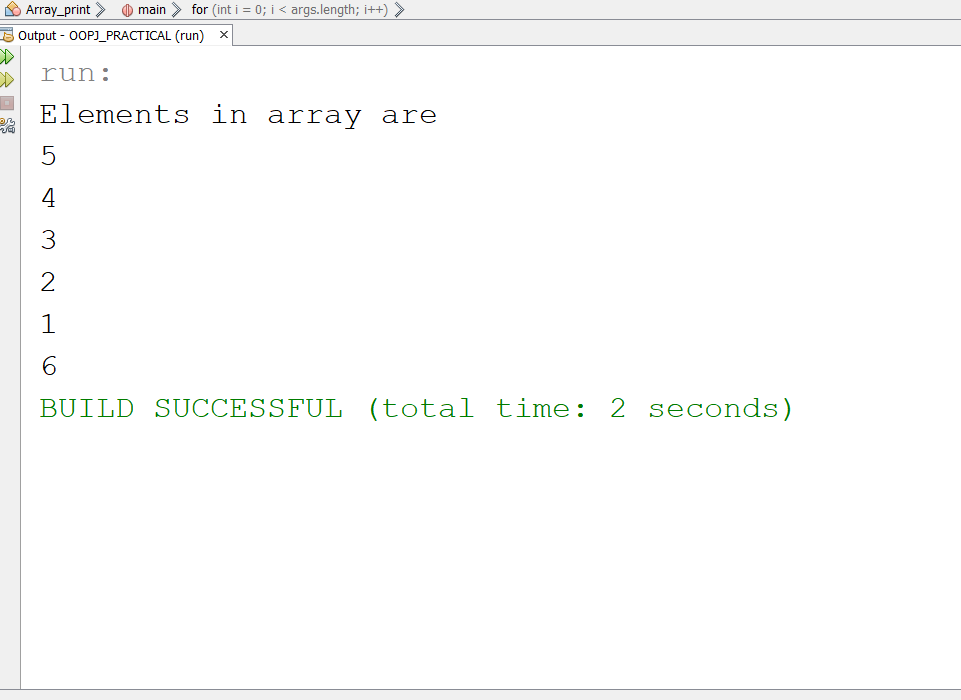 Array_print main for (int i = 0; i < args.length; i++)
Output - OOPJ_PRACTICAL (run) ×
run:
Elements in array are
5
4
3
2
1
6
BUILD SUCCESSFUL (total time: 2 seconds)